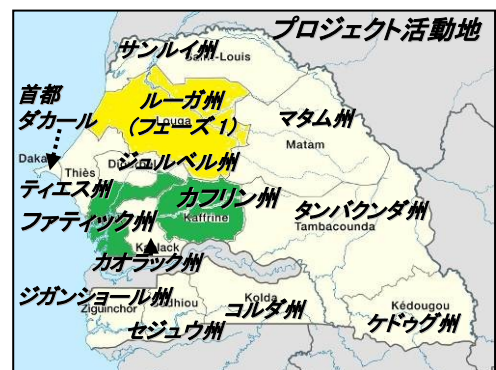 プロジェクト活動地
サンルイ州
Saint-Louis
首都
ダカール
ルーガ州
(フェーズ1)
Louga
マタム州
Matam
Thiès
ジュルベル州
ティエス州
カフリン州
Kaffrine
ファティック州
タンバクンダ州
Tambacounda
カオラック州
ジガンショール州
Ziguinchor
セジュウ州
Kolda
コルダ州
Kédougou
ケドゥグ州